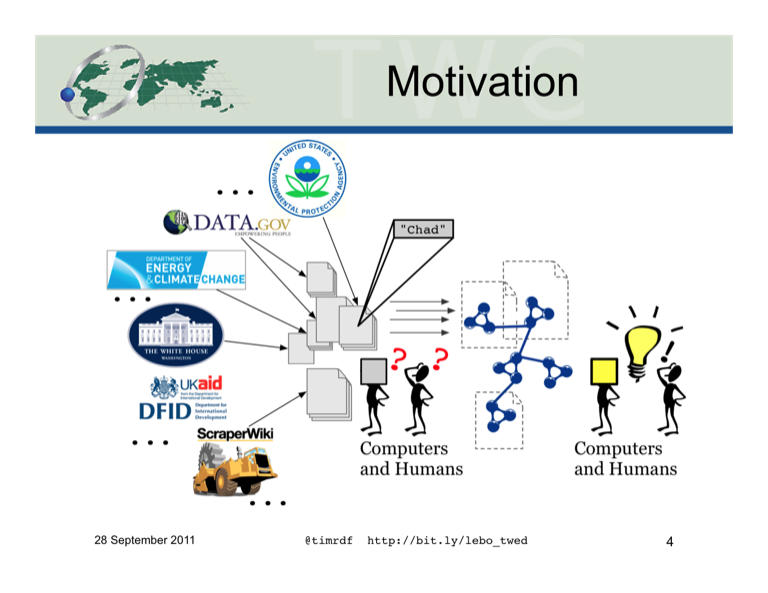 TWC
Motivation
UNITED STATES
ENVIRONMENTAL PROTECTION AGENCY
...
DATA.GOV
EMPOWERING PEOPLE
"Chad"
DEPARTMENT OF
ENERGY
&CLIMATECHANGE
...
THE WHITE HOUSE
WASHINGTON
? ?
!
UKaid
from the Department for
International Development
DFID
Department for
International
Development
...
ScraperWiki
Computers
and Humans
Computers
and Humans
...
28 September 2011
@timrdf http://bit.ly/lebo_twed
4